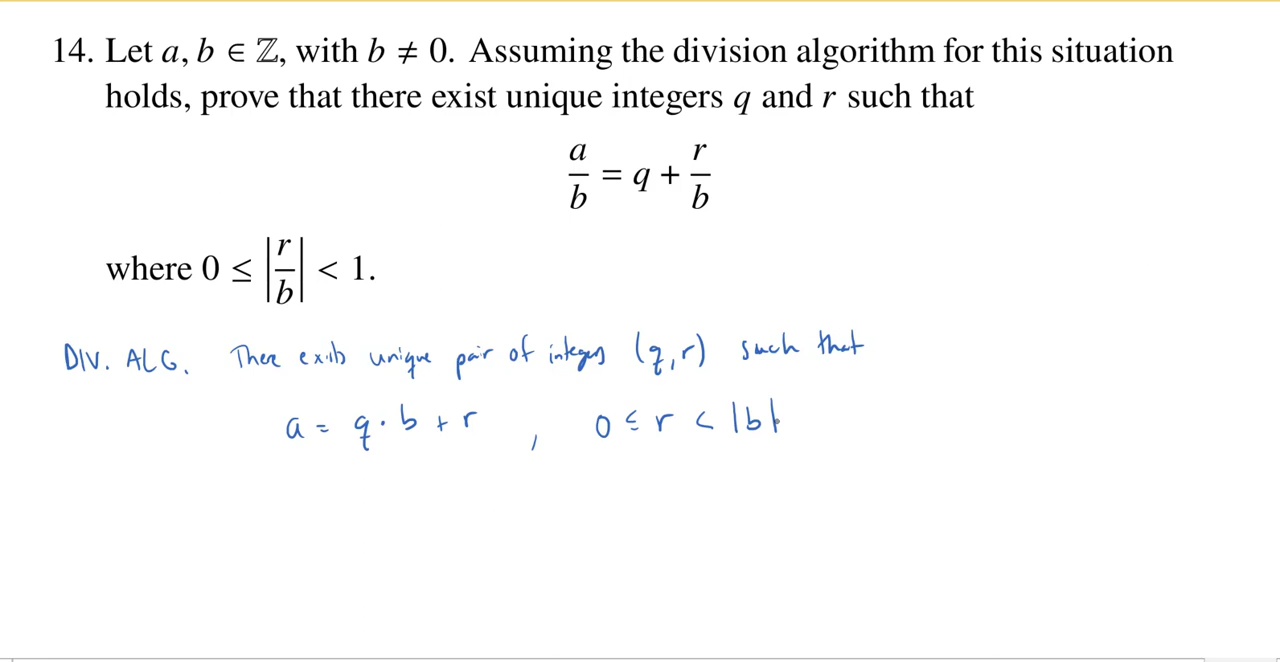 14. Let a, b ∈ ℤ, with b ≠ 0. Assuming the division algorithm for this situation
holds, prove that there exist unique integers q and r such that
a/b = q + r/b
where 0 ≤ |r/b| < 1.
DIV. ALG. There exists unique pair of integers (q, r) such that
a = q · b + r , 0 ≤ r < |b|